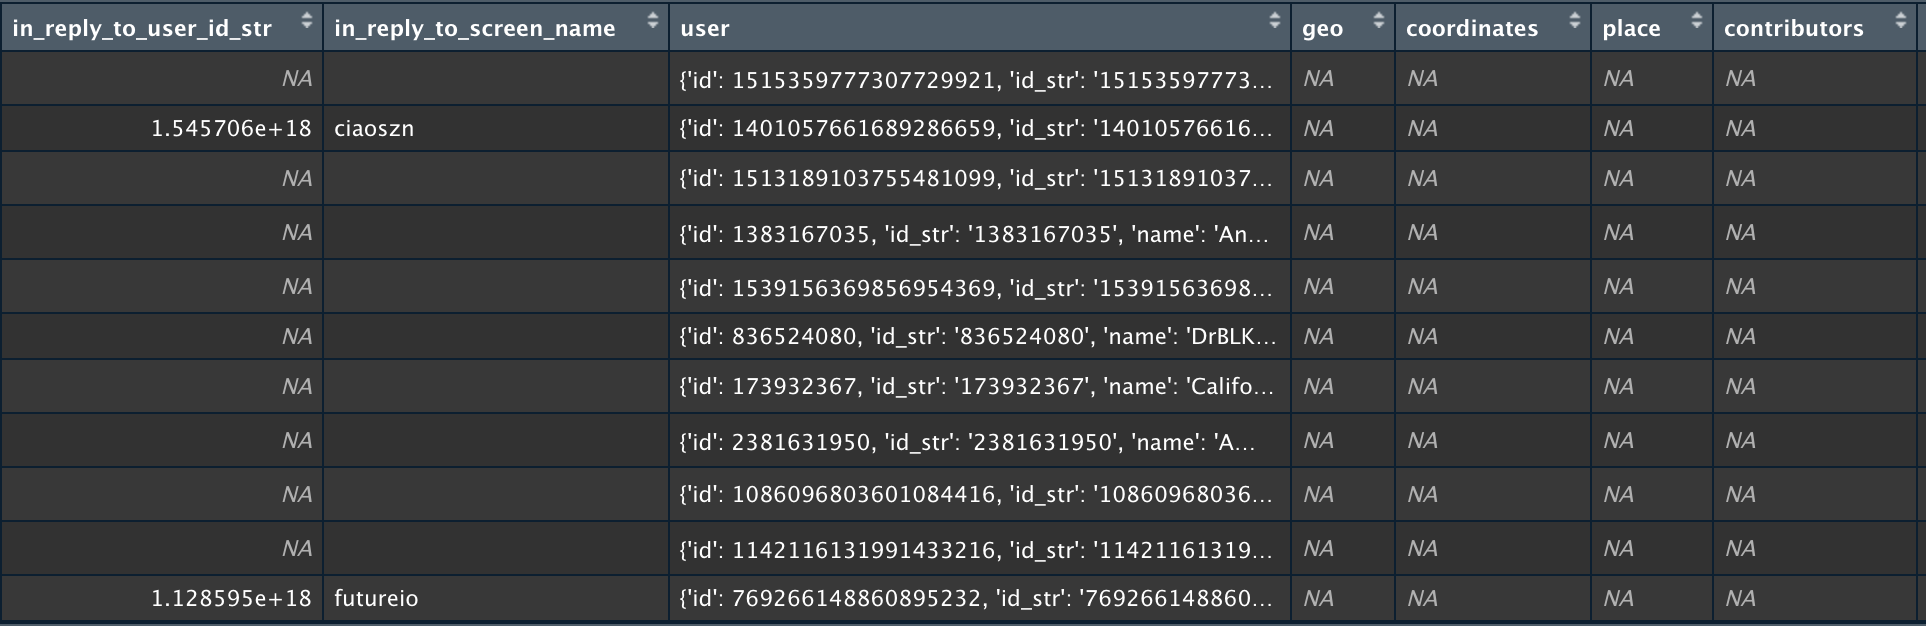 in_reply_to_user_id_str in_reply_to_screen_name user geo coordinates place contributors
NA {'id': 1515359777307729921, 'id_str': '15153597773... NA NA NA NA
1.545706e+18 ciaoszn {'id': 1401057661689286659, 'id_str': '14010576616... NA NA NA NA
NA {'id': 1513189103755481099, 'id_str': '15131891037... NA NA NA NA
NA {'id': 1383167035, 'id_str': '1383167035', 'name': 'An... NA NA NA NA
NA {'id': 1539156369856954369, 'id_str': '15391563698... NA NA NA NA
NA {'id': 836524080, 'id_str': '836524080', 'name': 'DrBLK... NA NA NA NA
NA {'id': 173932367, 'id_str': '173932367', 'name': 'Califo... NA NA NA NA
NA {'id': 2381631950, 'id_str': '2381631950', 'name': 'A... NA NA NA NA
NA {'id': 1086096803601084416, 'id_str': '10860968036... NA NA NA NA
NA {'id': 1142116131991433216, 'id_str': '11421161319... NA NA NA NA
1.128595e+18 futureio {'id': 769266148860895232, 'id_str': '769266148860... NA NA NA NA